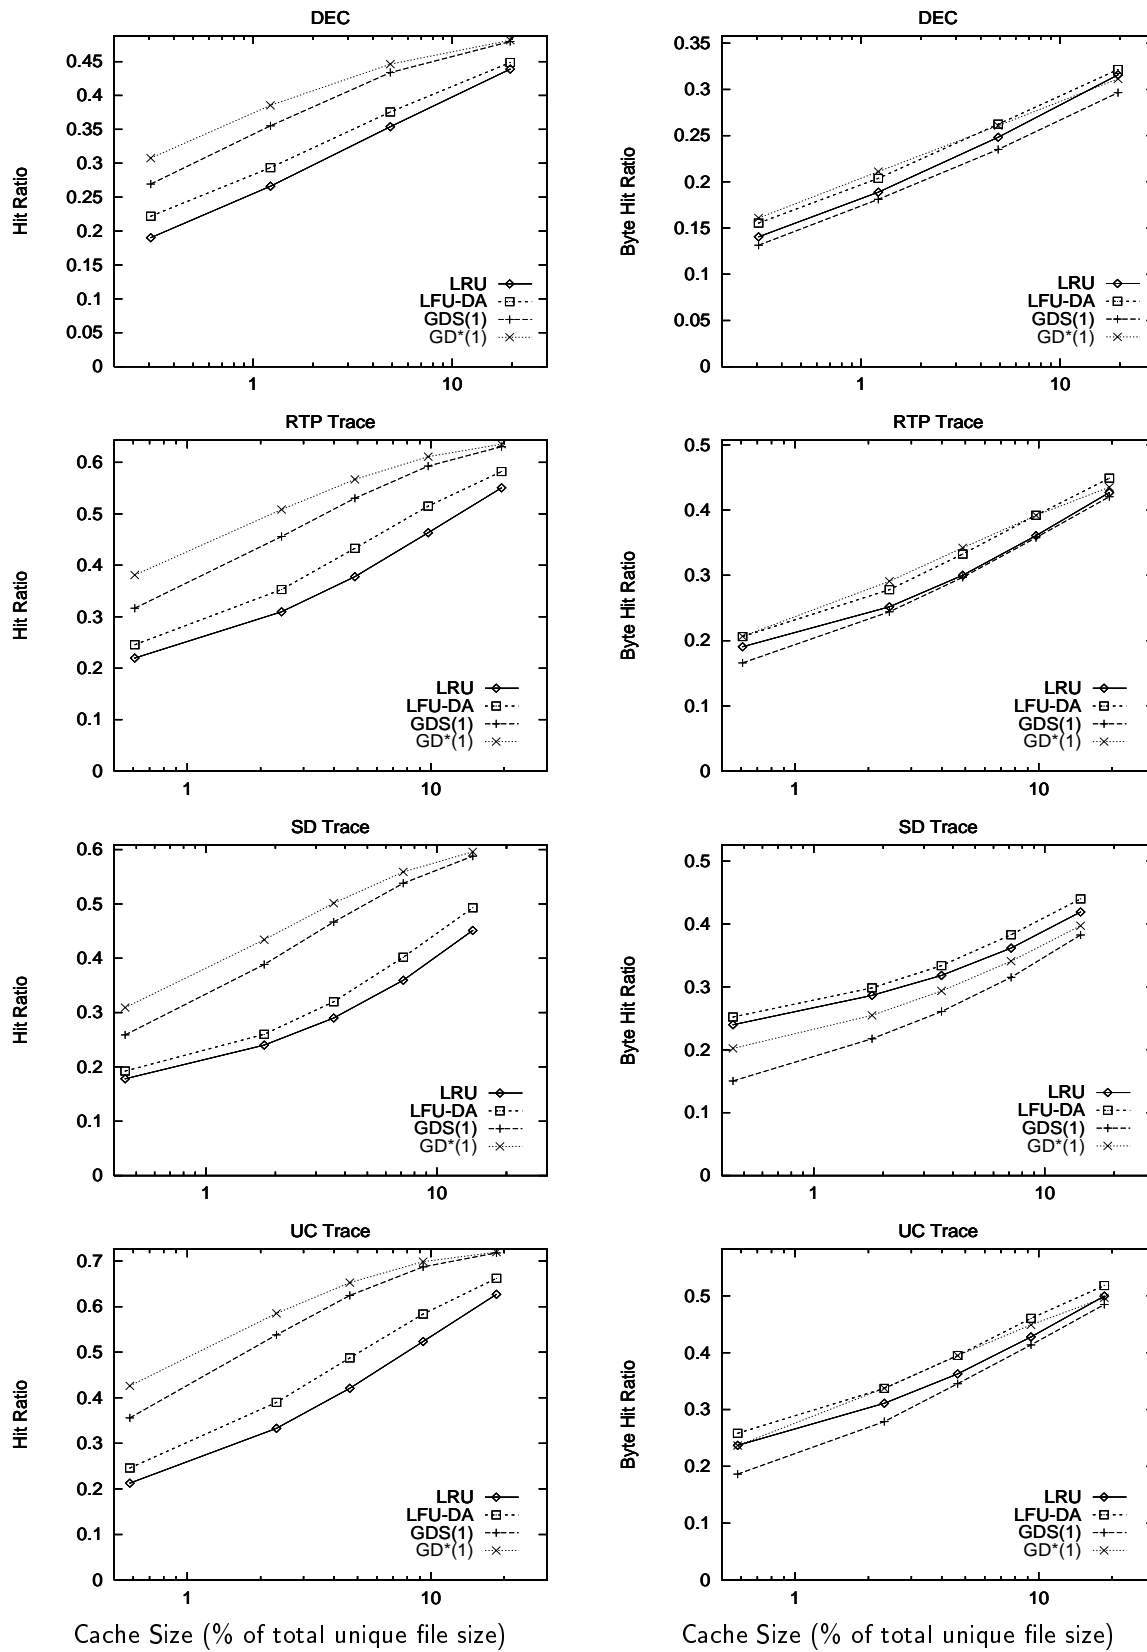 DEC
0.45
0.4
0.35
0.3
0.25
0.2
0.15
0.1
0.05
0
Hit Ratio
LRU
LFU-DA
GDS(1)
GD*(1)
1 10
DEC
0.35
0.3
0.25
0.2
0.15
0.1
0.05
0
Byte Hit Ratio
LRU
LFU-DA
GDS(1)
GD*(1)
1 10
RTP Trace
0.6
0.5
0.4
0.3
0.2
0.1
0
Hit Ratio
LRU
LFU-DA
GDS(1)
GD*(1)
1 10
RTP Trace
0.5
0.4
0.3
0.2
0.1
0
Byte Hit Ratio
LRU
LFU-DA
GDS(1)
GD*(1)
1 10
SD Trace
0.6
0.5
0.4
0.3
0.2
0.1
0
Hit Ratio
LRU
LFU-DA
GDS(1)
GD*(1)
1 10
SD Trace
0.5
0.4
0.3
0.2
0.1
0
Byte Hit Ratio
LRU
LFU-DA
GDS(1)
GD*(1)
1 10
UC Trace
0.7
0.6
0.5
0.4
0.3
0.2
0.1
0
Hit Ratio
LRU
LFU-DA
GDS(1)
GD*(1)
1 10
Cache Size (% of total unique file size)
UC Trace
0.5
0.4
0.3
0.2
0.1
0
Byte Hit Ratio
LRU
LFU-DA
GDS(1)
GD*(1)
1 10
Cache Size (% of total unique file size)